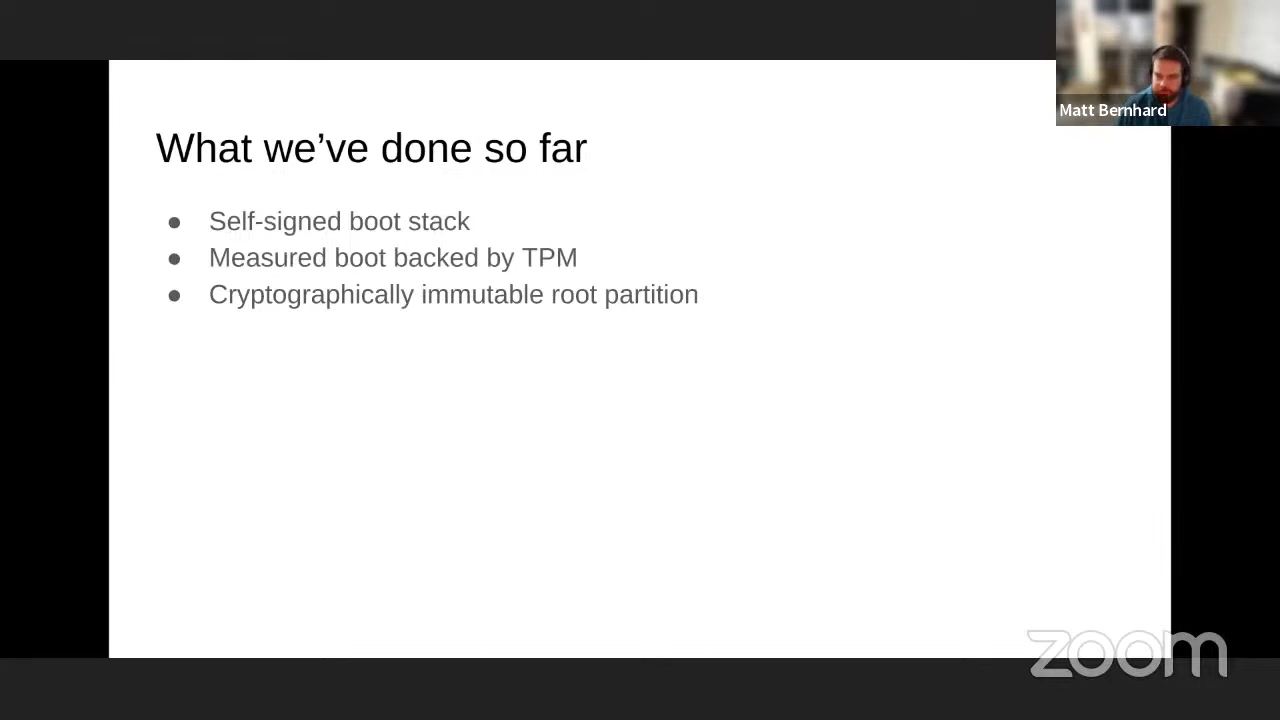 Matt Bernhard
What we’ve done so far
● Self-signed boot stack
● Measured boot backed by TPM
● Cryptographically immutable root partition
zoom